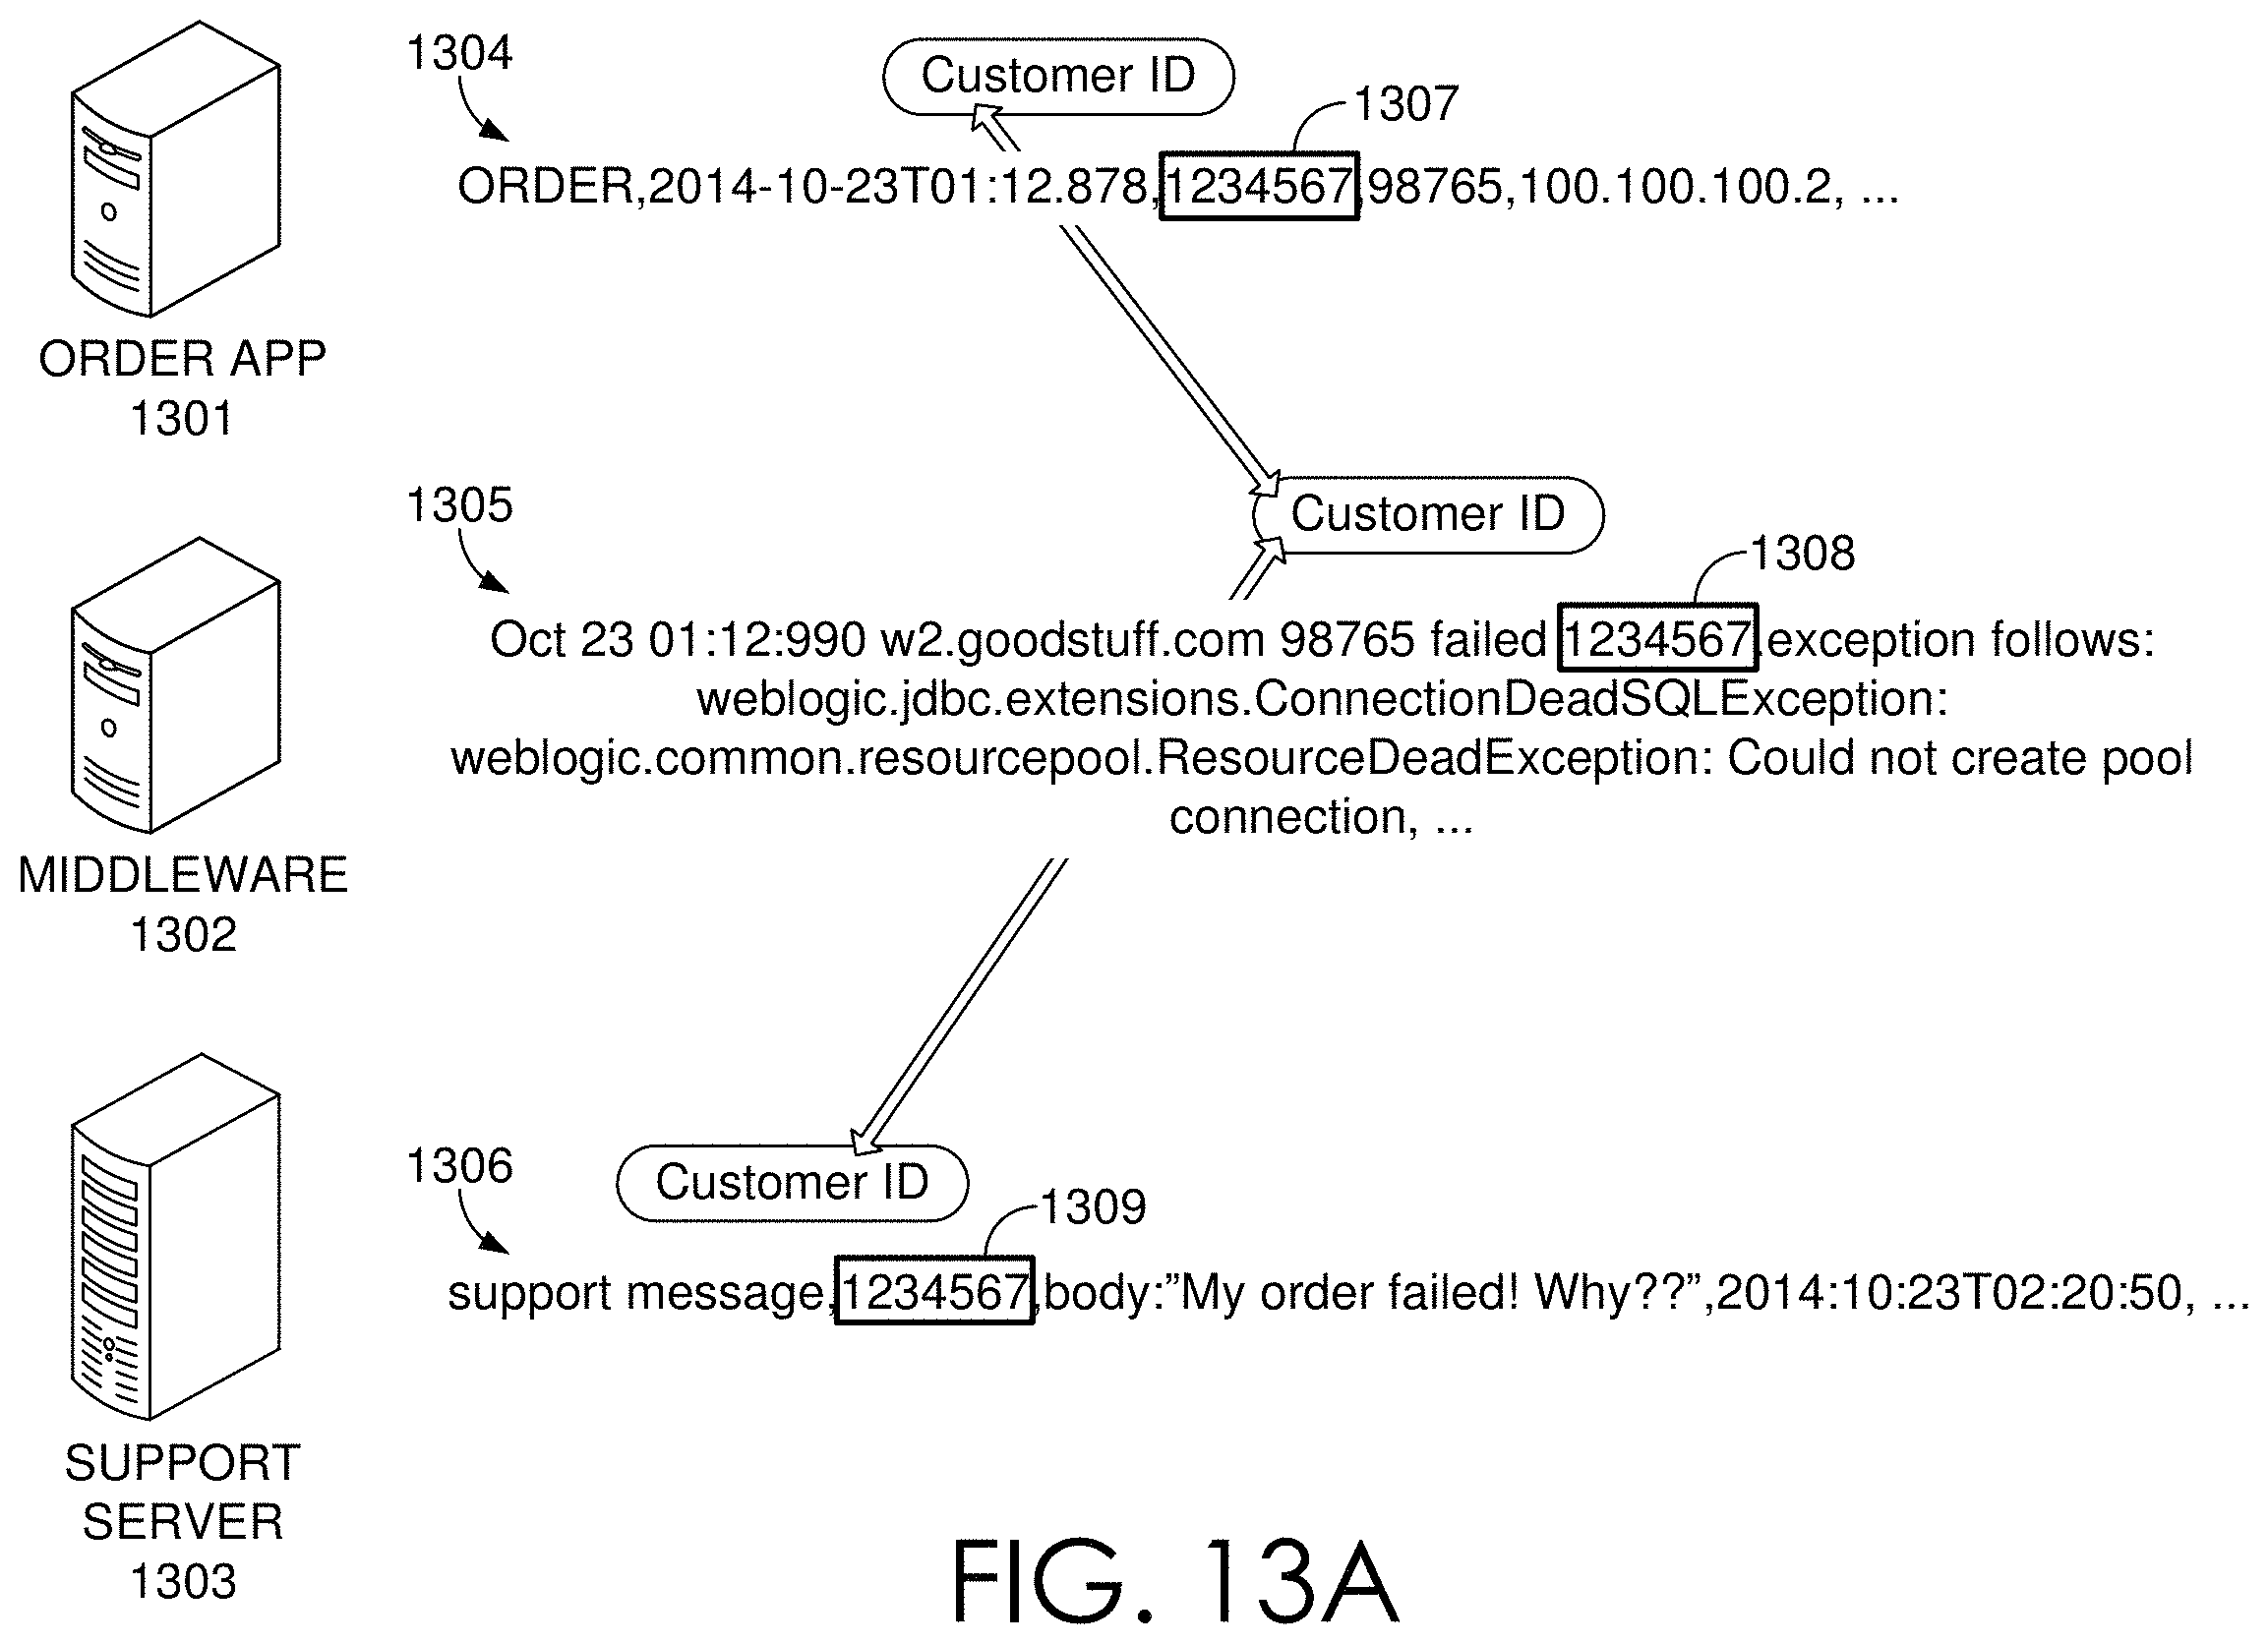 1304
Customer ID
1307
ORDER,2014-10-23T01:12.878,1234567,98765,100.100.100.2, ...
ORDER APP
1301
1305
Customer ID
1308
Oct 23 01:12:990 w2.goodstuff.com 98765 failed 1234567.exception follows:
weblogic.jdbc.extensions.ConnectionDeadSQLException:
weblogic.common.resourcepool.ResourceDeadException: Could not create pool
connection, ...
MIDDLEWARE
1302
1306
Customer ID
1309
support message,1234567,body:”My order failed! Why??”,2014:10:23T02:20:50, ...
SUPPORT
SERVER
1303
FIG. 13A